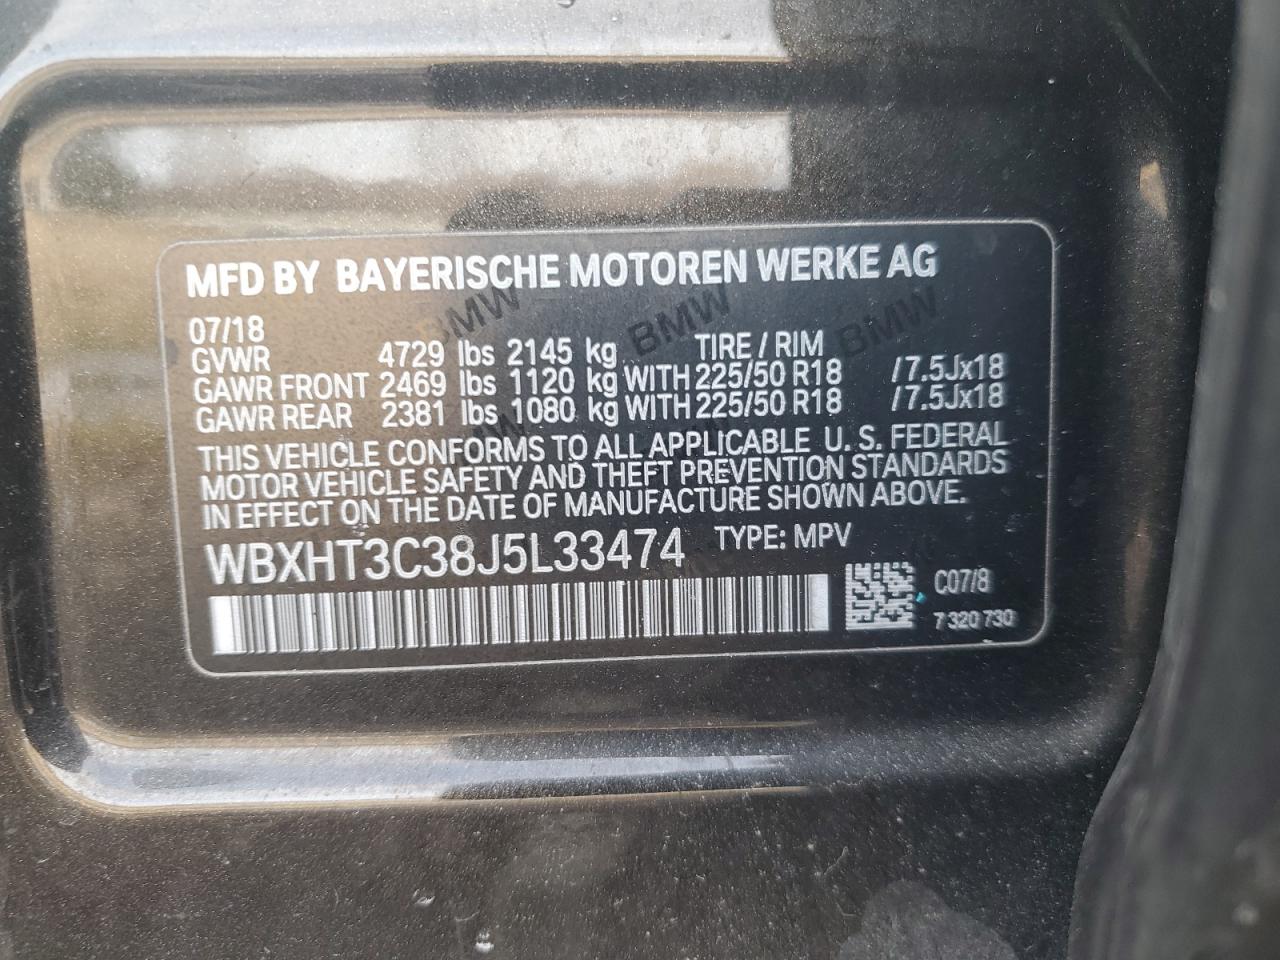 MFD BY BAYERISCHE MOTOREN WERKE AG
07/18
GVWR 4729 lbs 2145 kg TIRE / RIM
GAWR FRONT 2469 lbs 1120 kg WITH 225/50 R18 /7.5Jx18
GAWR REAR 2381 lbs 1080 kg WITH 225/50 R18 /7.5Jx18
THIS VEHICLE CONFORMS TO ALL APPLICABLE U.S. FEDERAL
MOTOR VEHICLE SAFETY AND THEFT PREVENTION STANDARDS
IN EFFECT ON THE DATE OF MANUFACTURE SHOWN ABOVE.
WBXHT3C38J5L33474 TYPE: MPV
C07/8
7 320 730
BMW BMW BMW